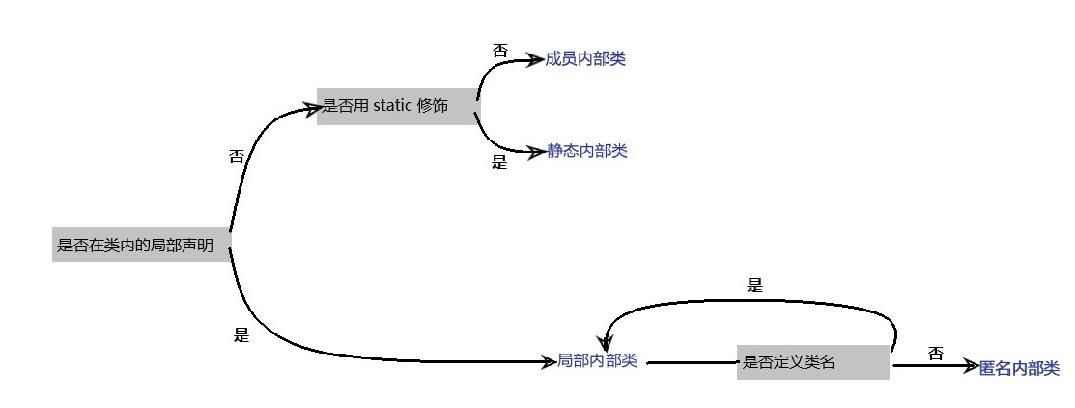 否
成员内部类
是否用 static 修饰
否
是
静态内部类
是否在类内的局部声明
是
是
局部内部类
是否定义类名
否
匿名内部类